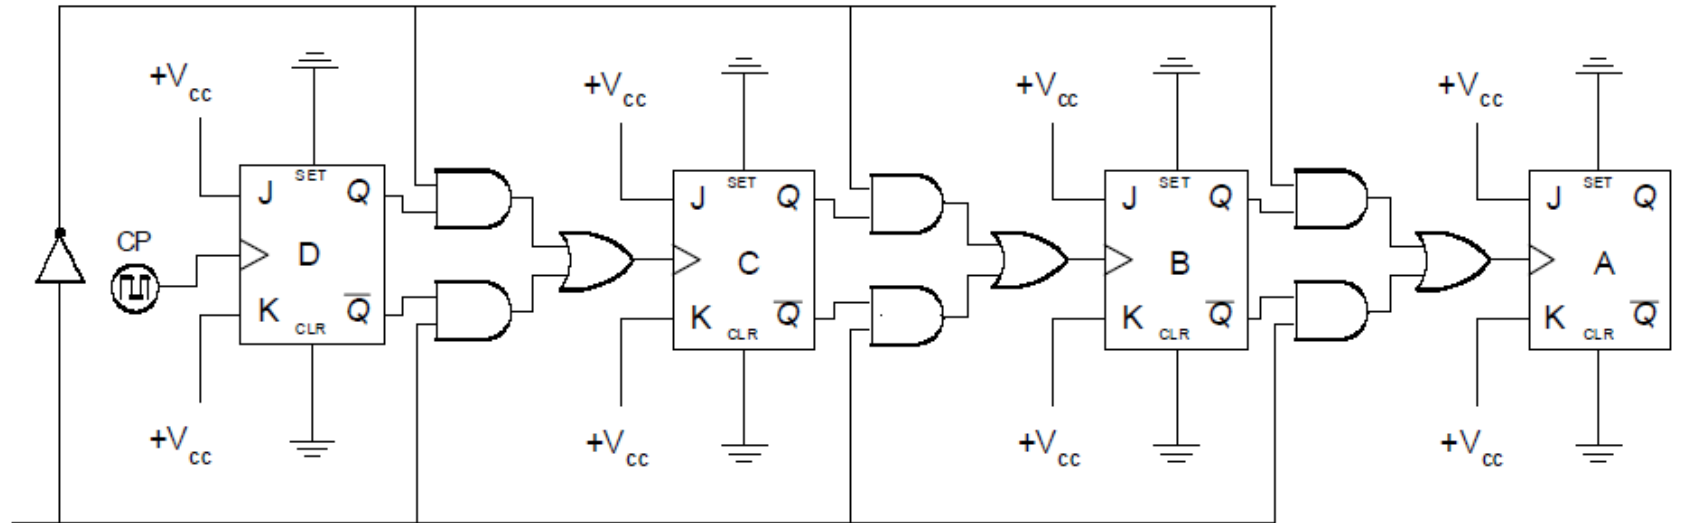 +Vcc
+Vcc
+Vcc
+Vcc
J SET Q
J SET Q
J SET Q
J SET Q
CP
D
C
B
A
K CLR Q̅
K CLR Q̅
K CLR Q̅
K CLR Q̅
+Vcc
+Vcc
+Vcc
+Vcc